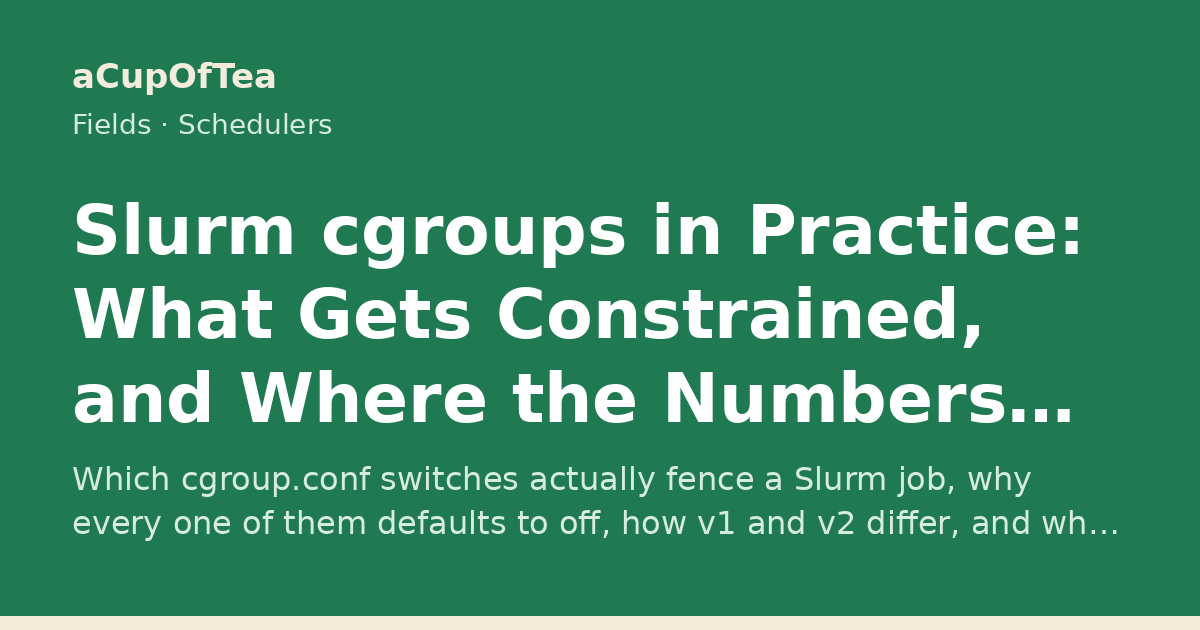 aCupOfTea
Fields · Schedulers
Slurm cgroups in Practice:
What Gets Constrained,
and Where the Numbers…
Which cgroup.conf switches actually fence a Slurm job, why
every one of them defaults to off, how v1 and v2 differ, and wh…